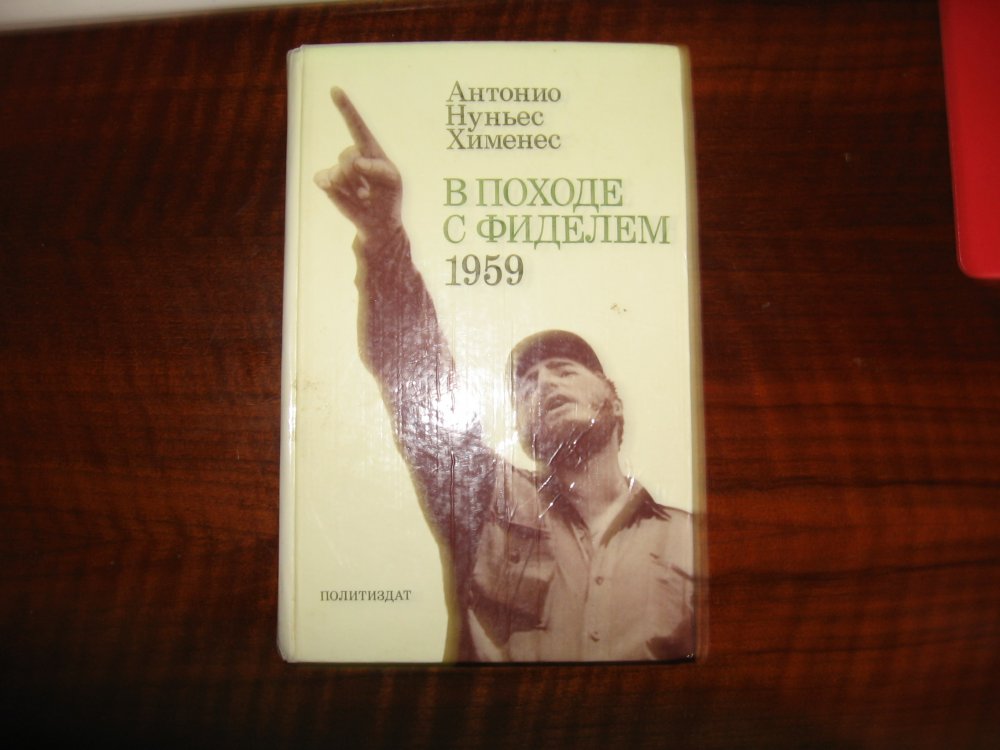 Антонио
Нуньес
Хименес
В ПОХОДЕ
С ФИДЕЛЕМ
1959
ПОЛИТИЗДАТ